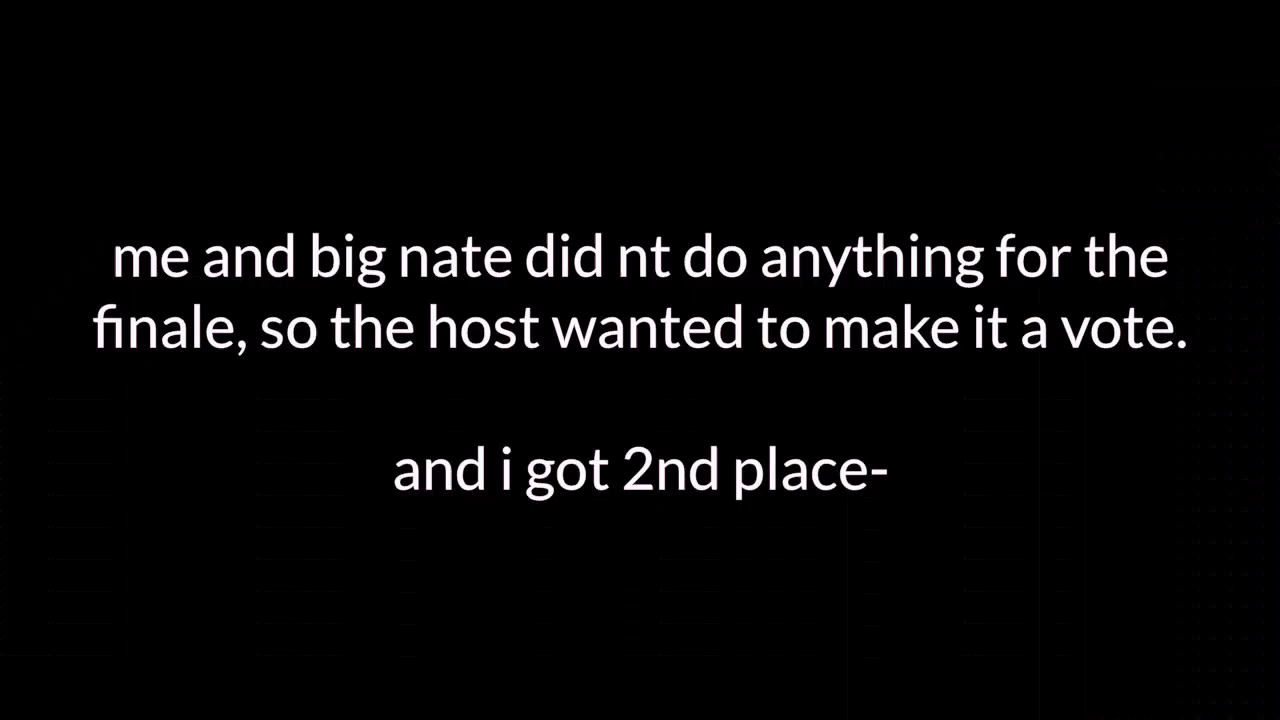 me and big nate did nt do anything for the
finale, so the host wanted to make it a vote.
and i got 2nd place-